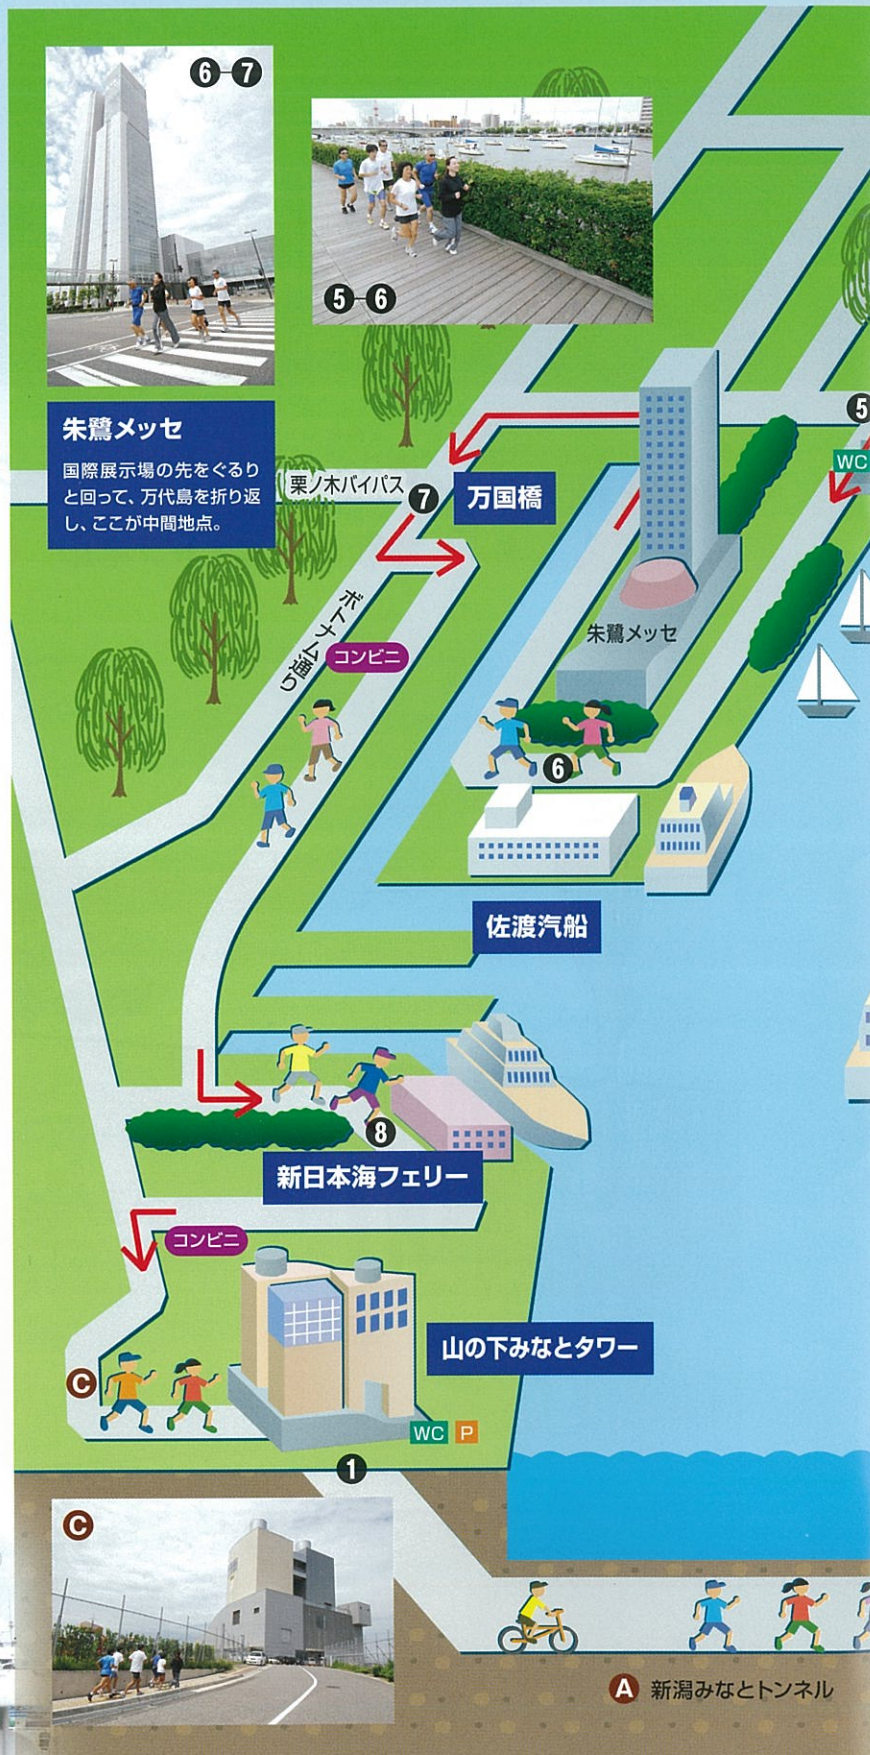 6-7
5-6
朱鷺メッセ
国際展示場の先をぐるり
と回って、万代島を折り返
し、ここが中間地点。
5
WC
栗ノ木バイパス
7
万国橋
ボトナム通り
コンビニ
朱鷺メッセ
6
佐渡汽船
8
新日本海フェリー
コンビニ
山の下みなとタワー
C
WC P
1
C
A 新潟みなとトンネル